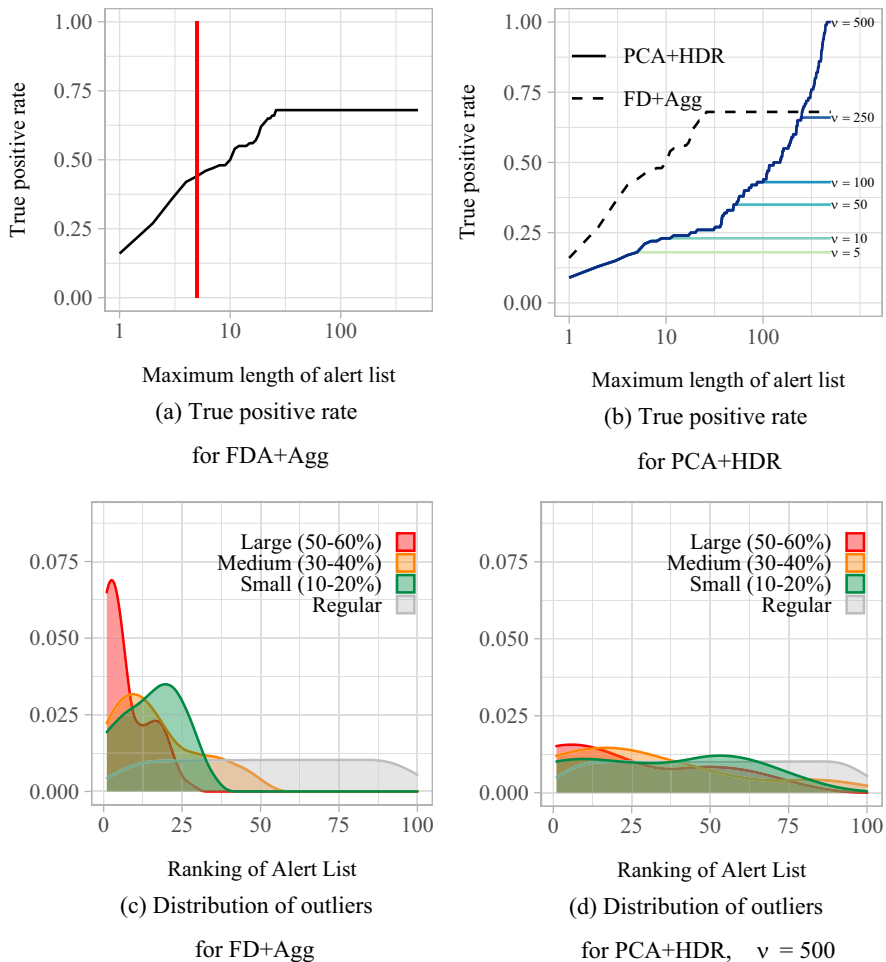 True positive rate
1.00
0.75
0.50
0.25
0.00
1
10
100
Maximum length of alert list
(a) True positive rate
for FDA+Agg
True positive rate
1.00
0.75
0.50
0.25
0.00
PCA+HDR
FD+Agg
ν = 500
ν = 250
ν = 100
ν = 50
ν = 10
ν = 5
1
10
100
Maximum length of alert list
(b) True positive rate
for PCA+HDR
0.075
0.050
0.025
0.000
Large (50-60%)
Medium (30-40%)
Small (10-20%)
Regular
0
25
50
75
100
Ranking of Alert List
(c) Distribution of outliers
for FD+Agg
0.075
0.050
0.025
0.000
Large (50-60%)
Medium (30-40%)
Small (10-20%)
Regular
0
25
50
75
100
Ranking of Alert List
(d) Distribution of outliers
for PCA+HDR, ν = 500